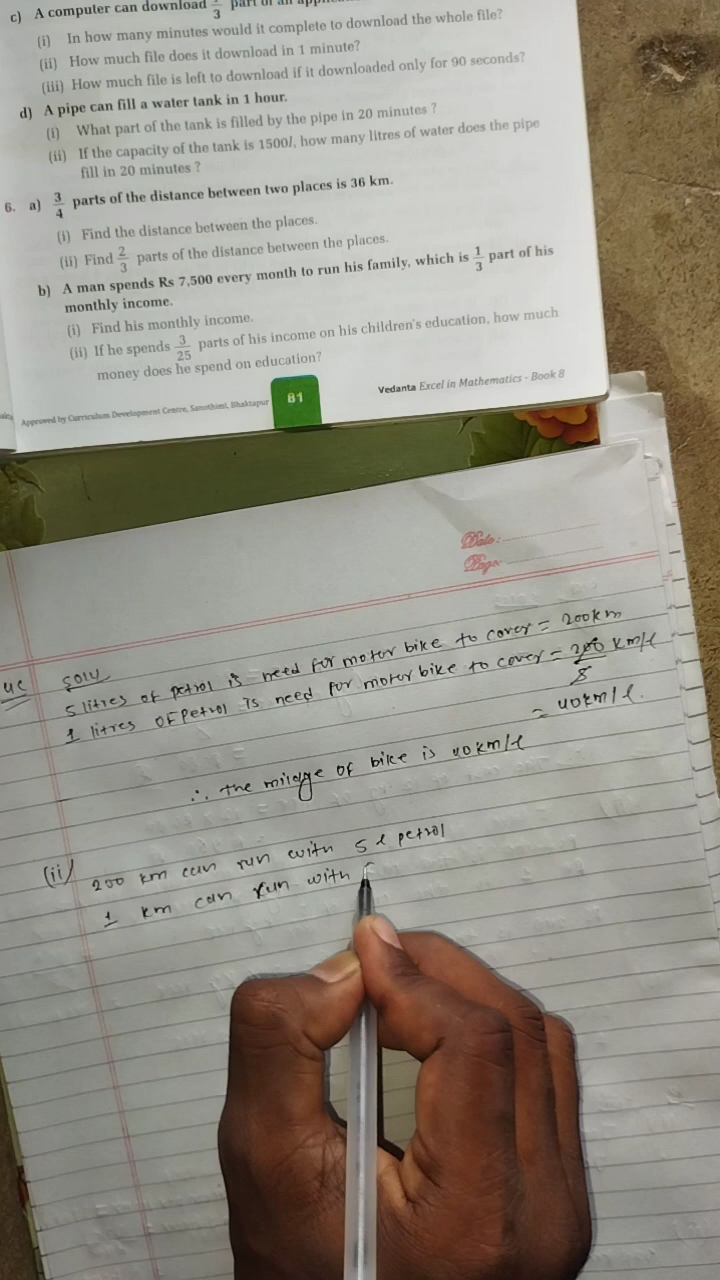 c) A computer can download 1/3 part of an
(i) In how many minutes would it complete to download the whole file?
(ii) How much file does it download in 1 minute?
(iii) How much file is left to download if it downloaded only for 90 seconds?
d) A pipe can fill a water tank in 1 hour.
(i) What part of the tank is filled by the pipe in 20 minutes ?
(ii) If the capacity of the tank is 1500l, how many litres of water does the pipe
fill in 20 minutes ?
6. a) 3/4 parts of the distance between two places is 36 km.
(i) Find the distance between the places.
(ii) Find 2/3 parts of the distance between the places.
b) A man spends Rs 7,500 every month to run his family, which is 1/3 part of his
monthly income.
(i) Find his monthly income.
(ii) If he spends 3/25 parts of his income on his children's education, how much
money does he spend on education?
Approved by Curriculum Development Centre, Sanothimi, Bhaktapur 81 Vedanta Excel in Mathematics - Book 8
Date:
Page:
4c solu
5 litres of petrol is need for motor bike to cover = 200km
1 litres of petrol is need for motor bike to cover = 200/5 km/l
= 40km/l.
∴ the milage of bike is 40km/l
(ii) 200 km can run with 5 l petrol
1 km can run with